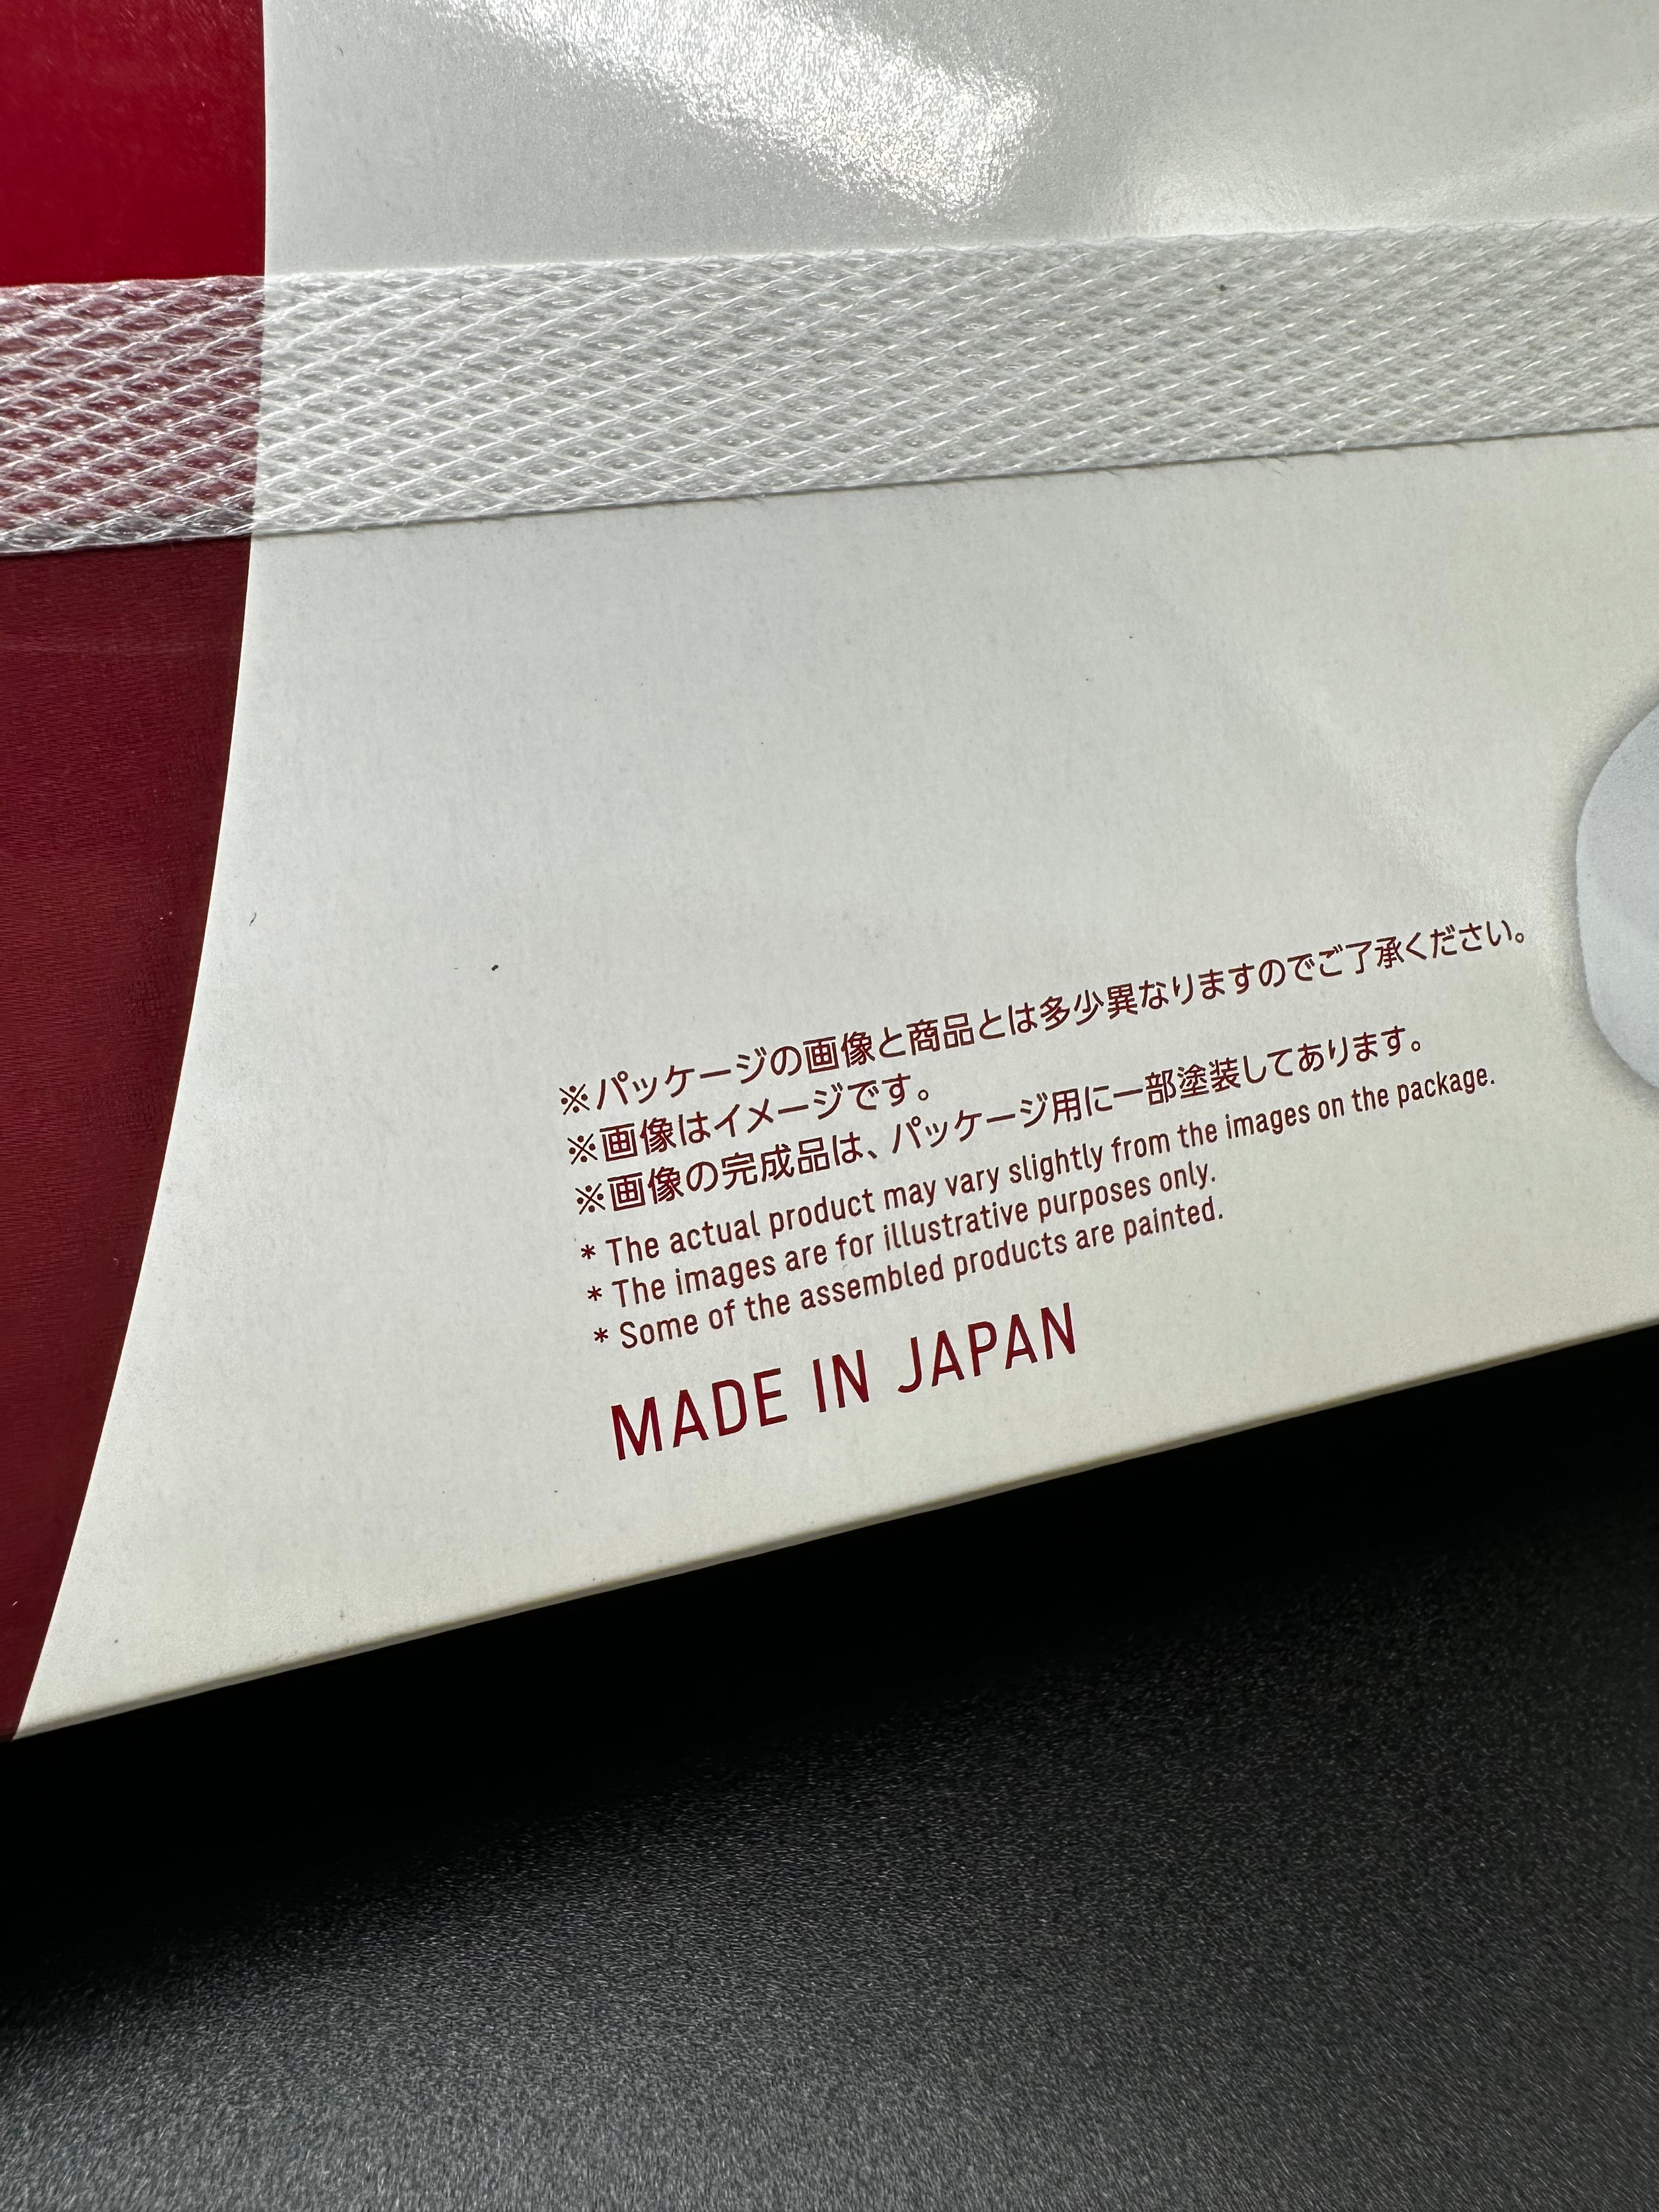 ※パッケージの画像と商品とは多少異なりますのでご了承ください。
※画像はイメージです。
※画像の完成品は、パッケージ用に一部塗装してあります。
* The actual product may vary slightly from the images on the package.
* The images are for illustrative purposes only.
* Some of the assembled products are painted.
MADE IN JAPAN